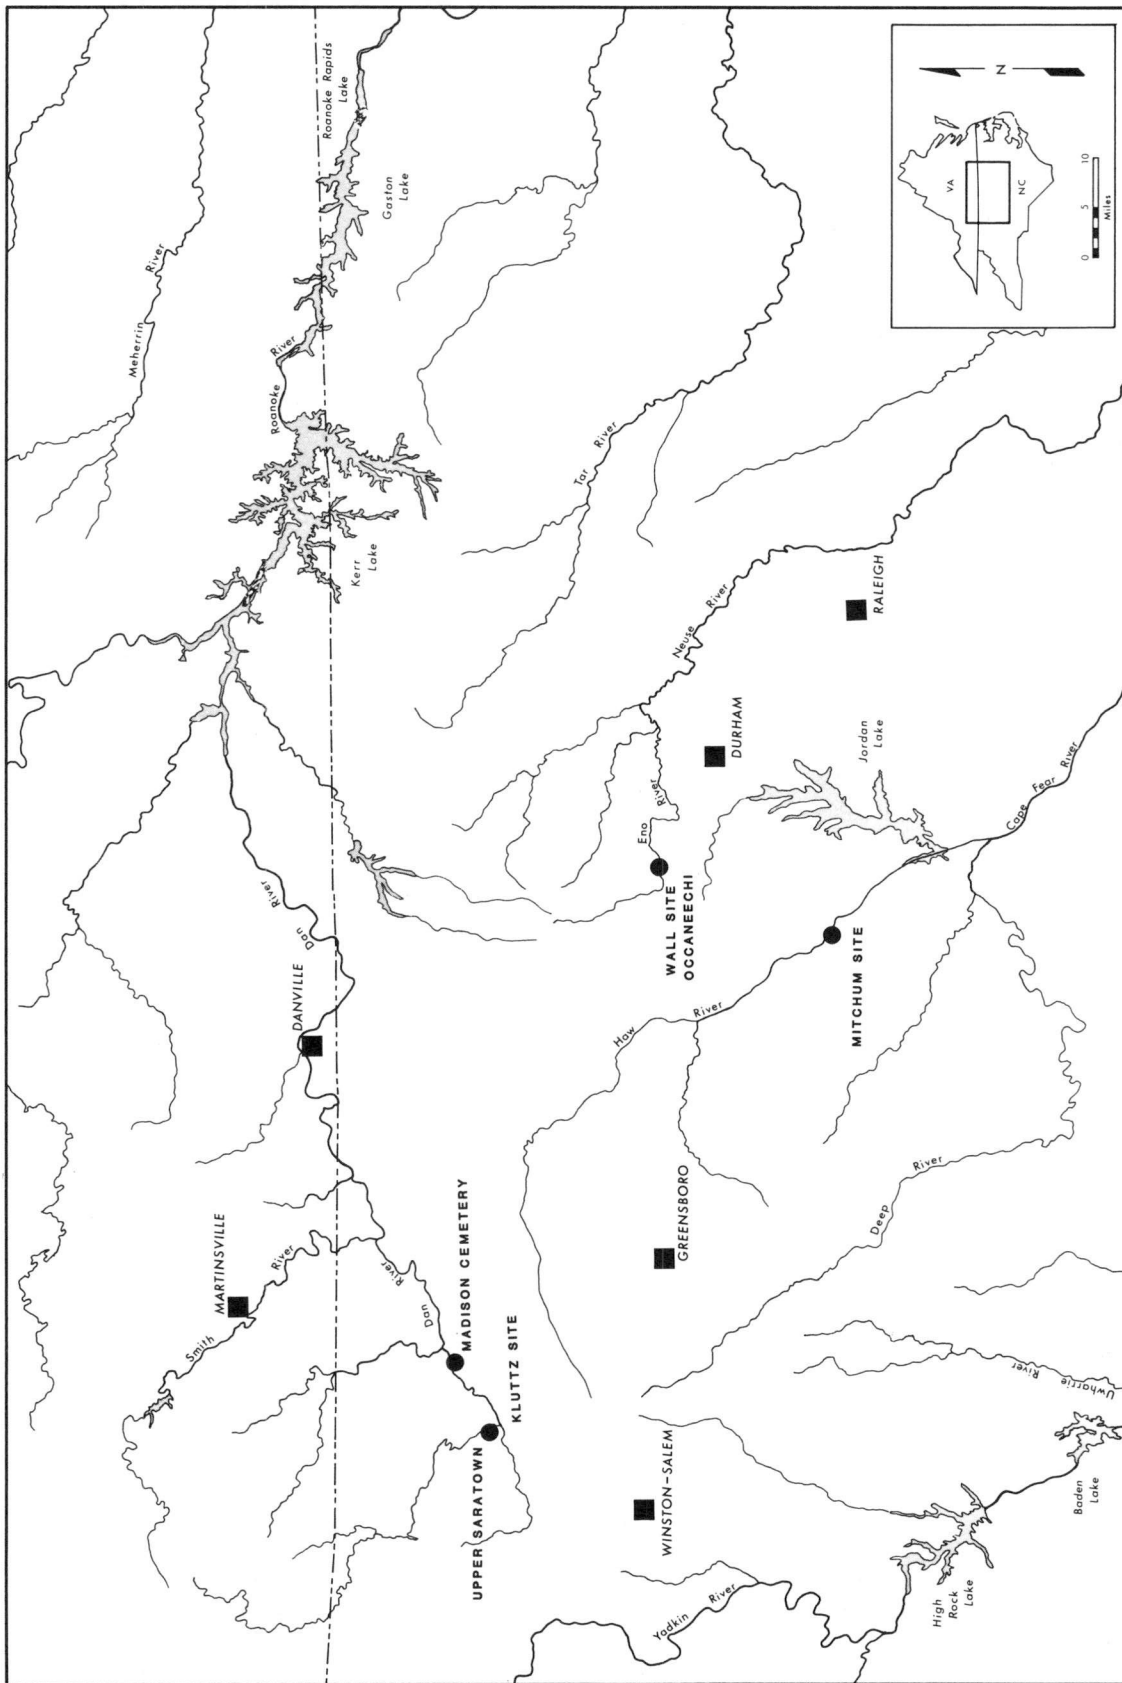 Meherrin
River
Roanoke Rapids
Lake
Gaston
Lake
Roanoke
River
Kerr
Lake
Tar
River
Neuse
River
RALEIGH
DURHAM
Jordan
Lake
Cape Fear River
Eno
River
WALL SITE
OCCANEECHI
MITCHUM SITE
Haw
River
Dan
River
DANVILLE
MARTINSVILLE
Smith
River
Dan
River
MADISON CEMETERY
KLUTTZ SITE
UPPER SARATOWN
GREENSBORO
Deep
River
Uwharrie
River
WINSTON-SALEM
Yadkin
River
High
Rock
Lake
Baden
Lake
N
VA
NC
0 5 10
Miles